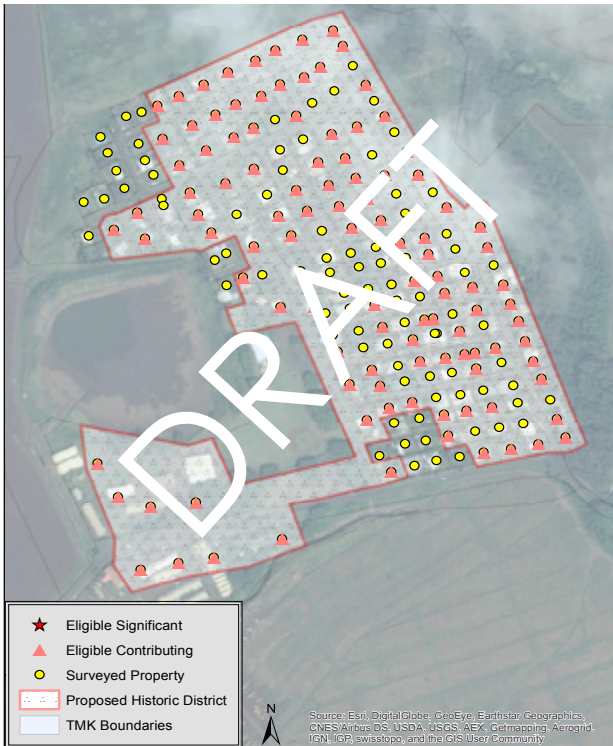 DRAFT
Eligible Significant
Eligible Contributing
Surveyed Property
Proposed Historic District
TMK Boundaries
N
Source: Esri, DigitalGlobe, GeoEye, Earthstar Geographics,
CNES/Airbus DS, USDA, USGS, AEX, Getmapping, Aerogrid,
IGN, IGP, swisstopo, and the GIS User Community